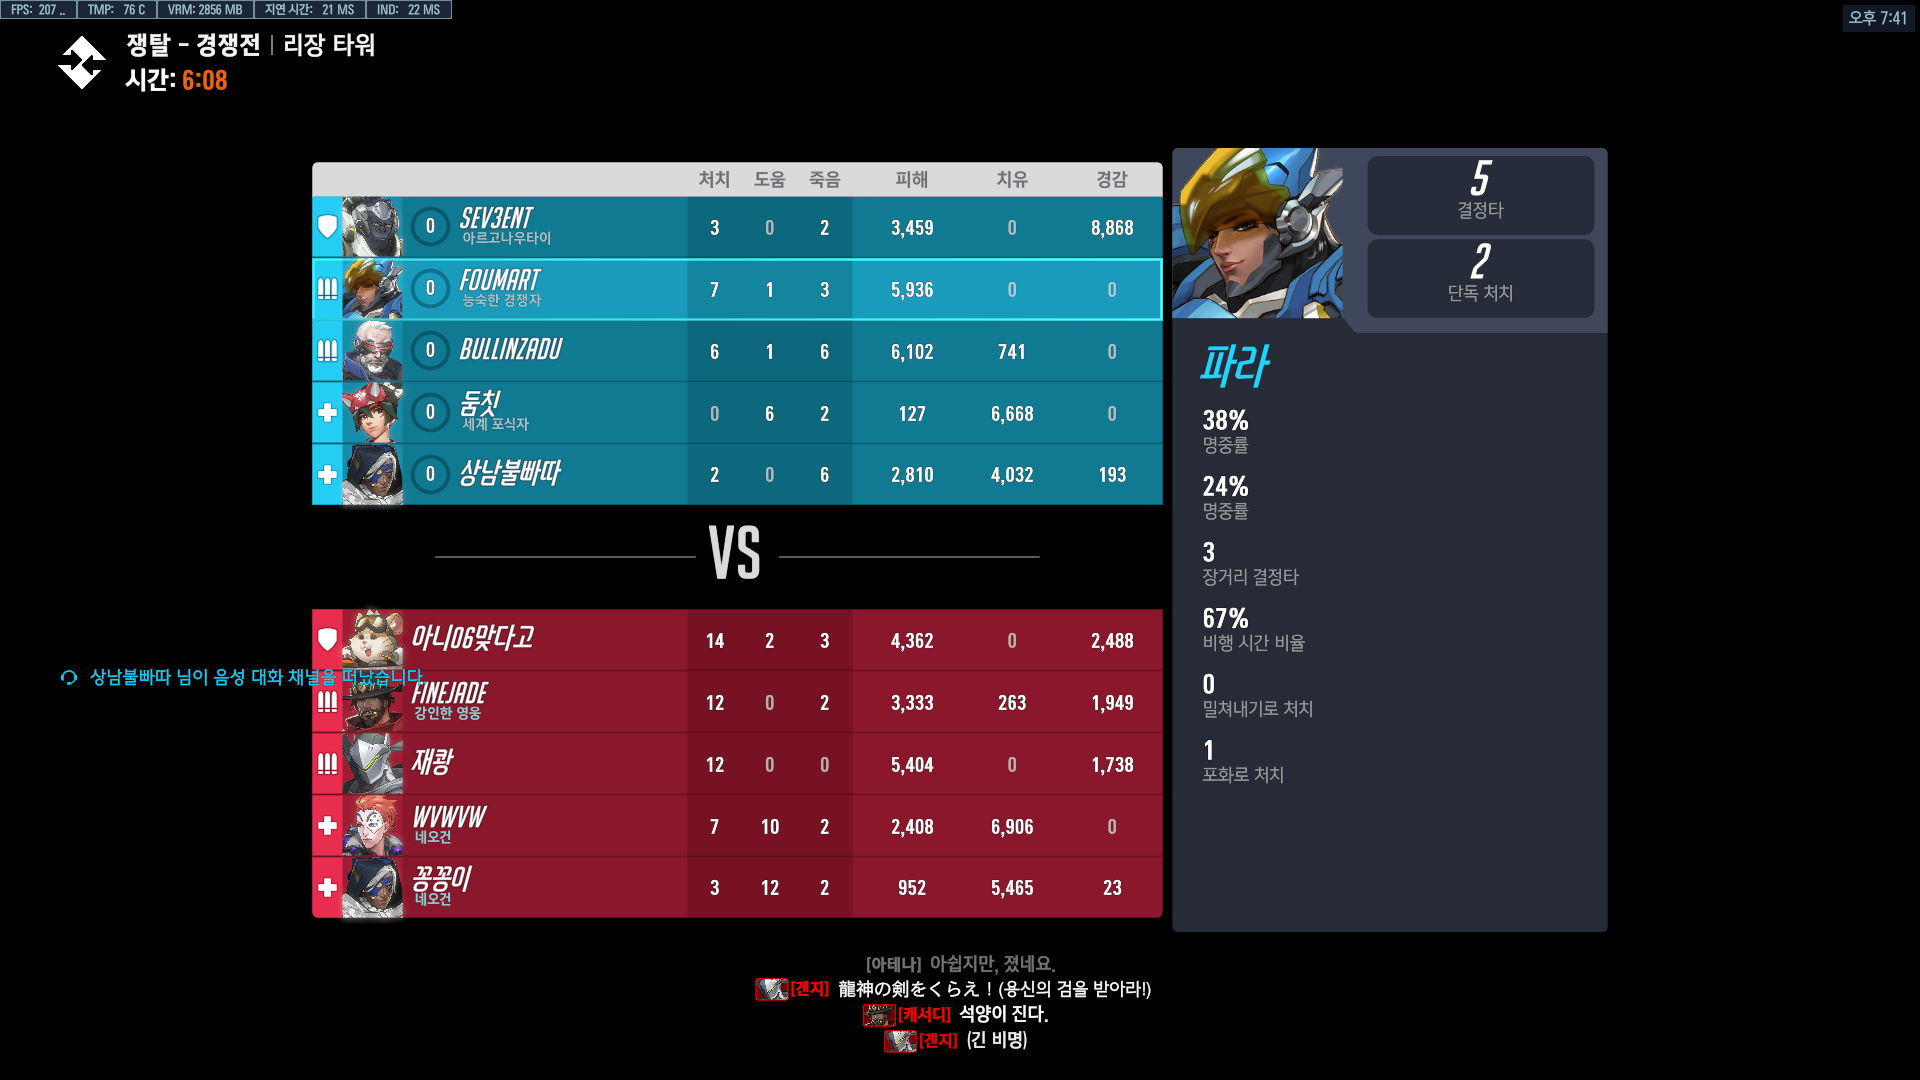 FPS: 207 .. TMP: 76 C VRM: 2856 MB 지연 시간: 21 MS IND: 22 MS
오후 7:41
쟁탈 - 경쟁전 | 리장 타워
시간: 6:08
처치 도움 죽음 피해 치유 경감
0 SEV3ENT 3 0 2 3,459 0 8,868
아르고나우타이
0 FOUMART 7 1 3 5,936 0 0
능숙한 경쟁자
0 BULLINZADU 6 1 6 6,102 741 0
0 둠칫 0 6 2 127 6,668 0
세계 포식자
0 상남불빠따 2 0 6 2,810 4,032 193
VS
아니06맞다고 14 2 3 4,362 0 2,488
상남불빠따 님이 음성 대화 채널을 떠났습니다
FINEJADE 12 0 2 3,333 263 1,949
강인한 영웅
재쾅 12 0 0 5,404 0 1,738
WVWVW 7 10 2 2,408 6,906 0
네오건
꽁꽁이 3 12 2 952 5,465 23
네오건
5
결정타
2
단독 처치
파라
38%
명중률
24%
명중률
3
장거리 결정타
67%
비행 시간 비율
0
밀쳐내기로 처치
1
포화로 처치
[아테나] 아쉽지만, 졌네요.
[겐지] 龍神の剣をくらえ！(용신의 검을 받아라!)
[캐서디] 석양이 진다.
[겐지] (긴 비명)